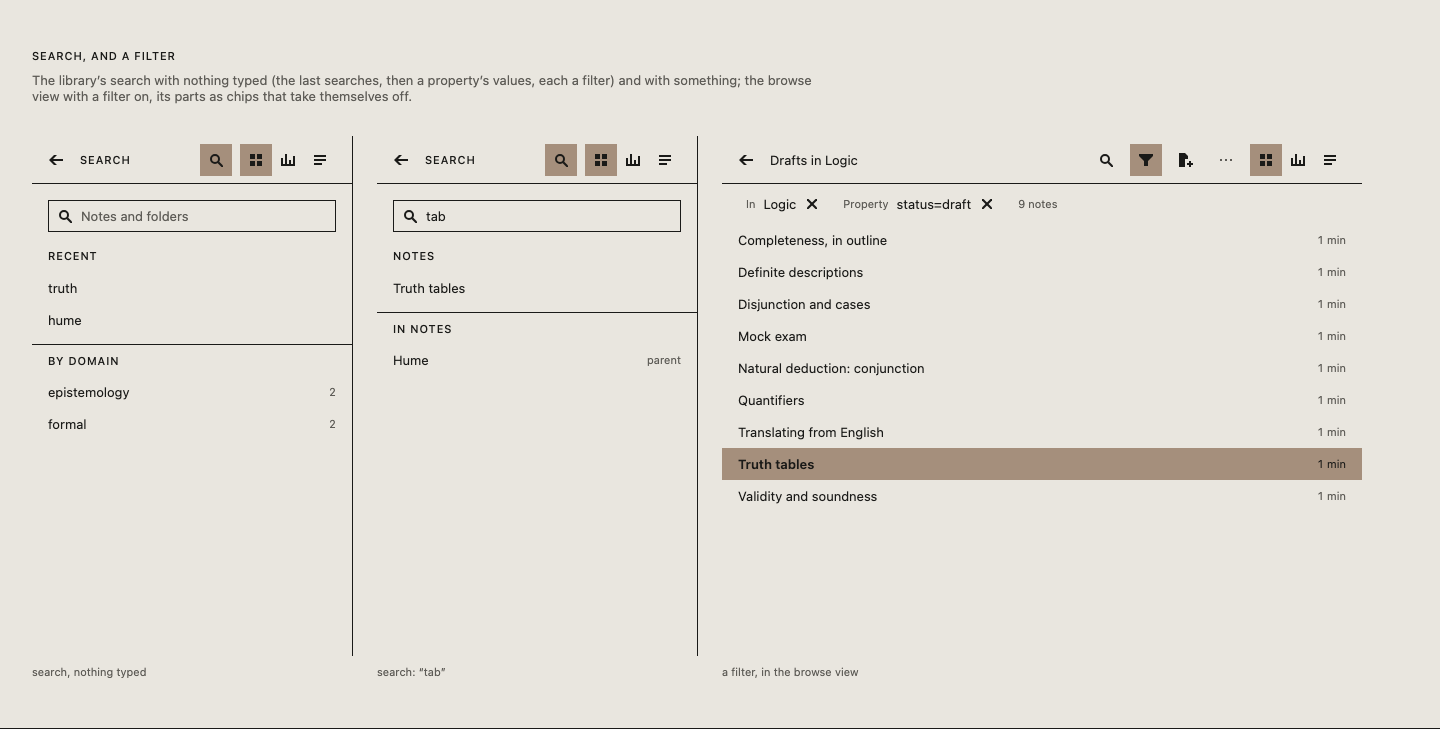 SEARCH, AND A FILTER
The library’s search with nothing typed (the last searches, then a property’s values, each a filter) and with something; the browse
view with a filter on, its parts as chips that take themselves off.
SEARCH
Notes and folders
RECENT
truth
hume
BY DOMAIN
epistemology 2
formal 2
search, nothing typed
SEARCH
tab
NOTES
Truth tables
IN NOTES
Hume parent
search: “tab”
Drafts in Logic
In Logic Property status=draft 9 notes
Completeness, in outline 1 min
Definite descriptions 1 min
Disjunction and cases 1 min
Mock exam 1 min
Natural deduction: conjunction 1 min
Quantifiers 1 min
Translating from English 1 min
Truth tables 1 min
Validity and soundness 1 min
a filter, in the browse view